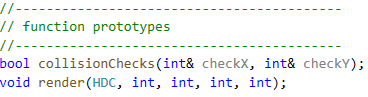 //------------------------------------------
// function prototypes
//------------------------------------------
bool collisionChecks(int& checkX, int& checkY);
void render(HDC, int, int, int, int);